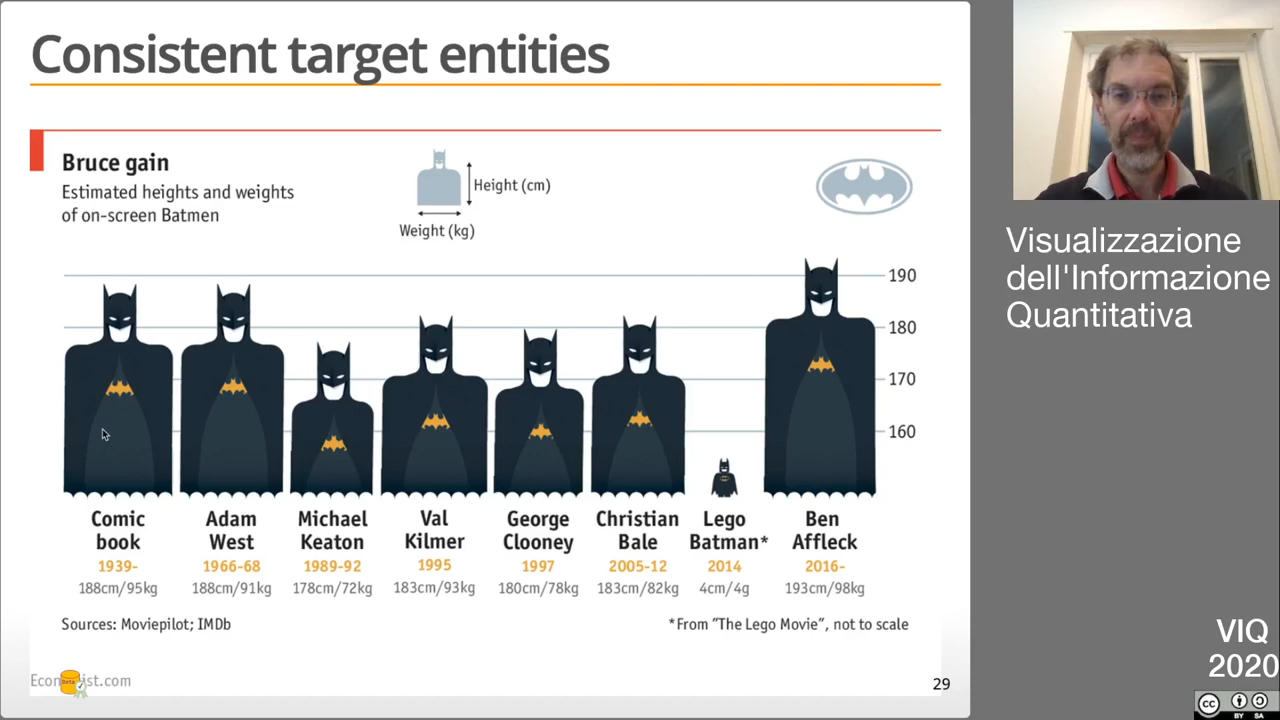 Consistent target entities
Bruce gain
Estimated heights and weights
of on-screen Batmen
Height (cm)
Weight (kg)
190
180
170
160
Comic
book
1939-
188cm/95kg
Adam
West
1966-68
188cm/91kg
Michael
Keaton
1989-92
178cm/72kg
Val
Kilmer
1995
183cm/93kg
George
Clooney
1997
180cm/78kg
Christian
Bale
2005-12
183cm/82kg
Lego
Batman*
2014
4cm/4g
Ben
Affleck
2016-
193cm/98kg
Sources: Moviepilot; IMDb
*From "The Lego Movie", not to scale
29
Visualizzazione
dell'Informazione
Quantitativa
VIQ
2020
cc
BY SA